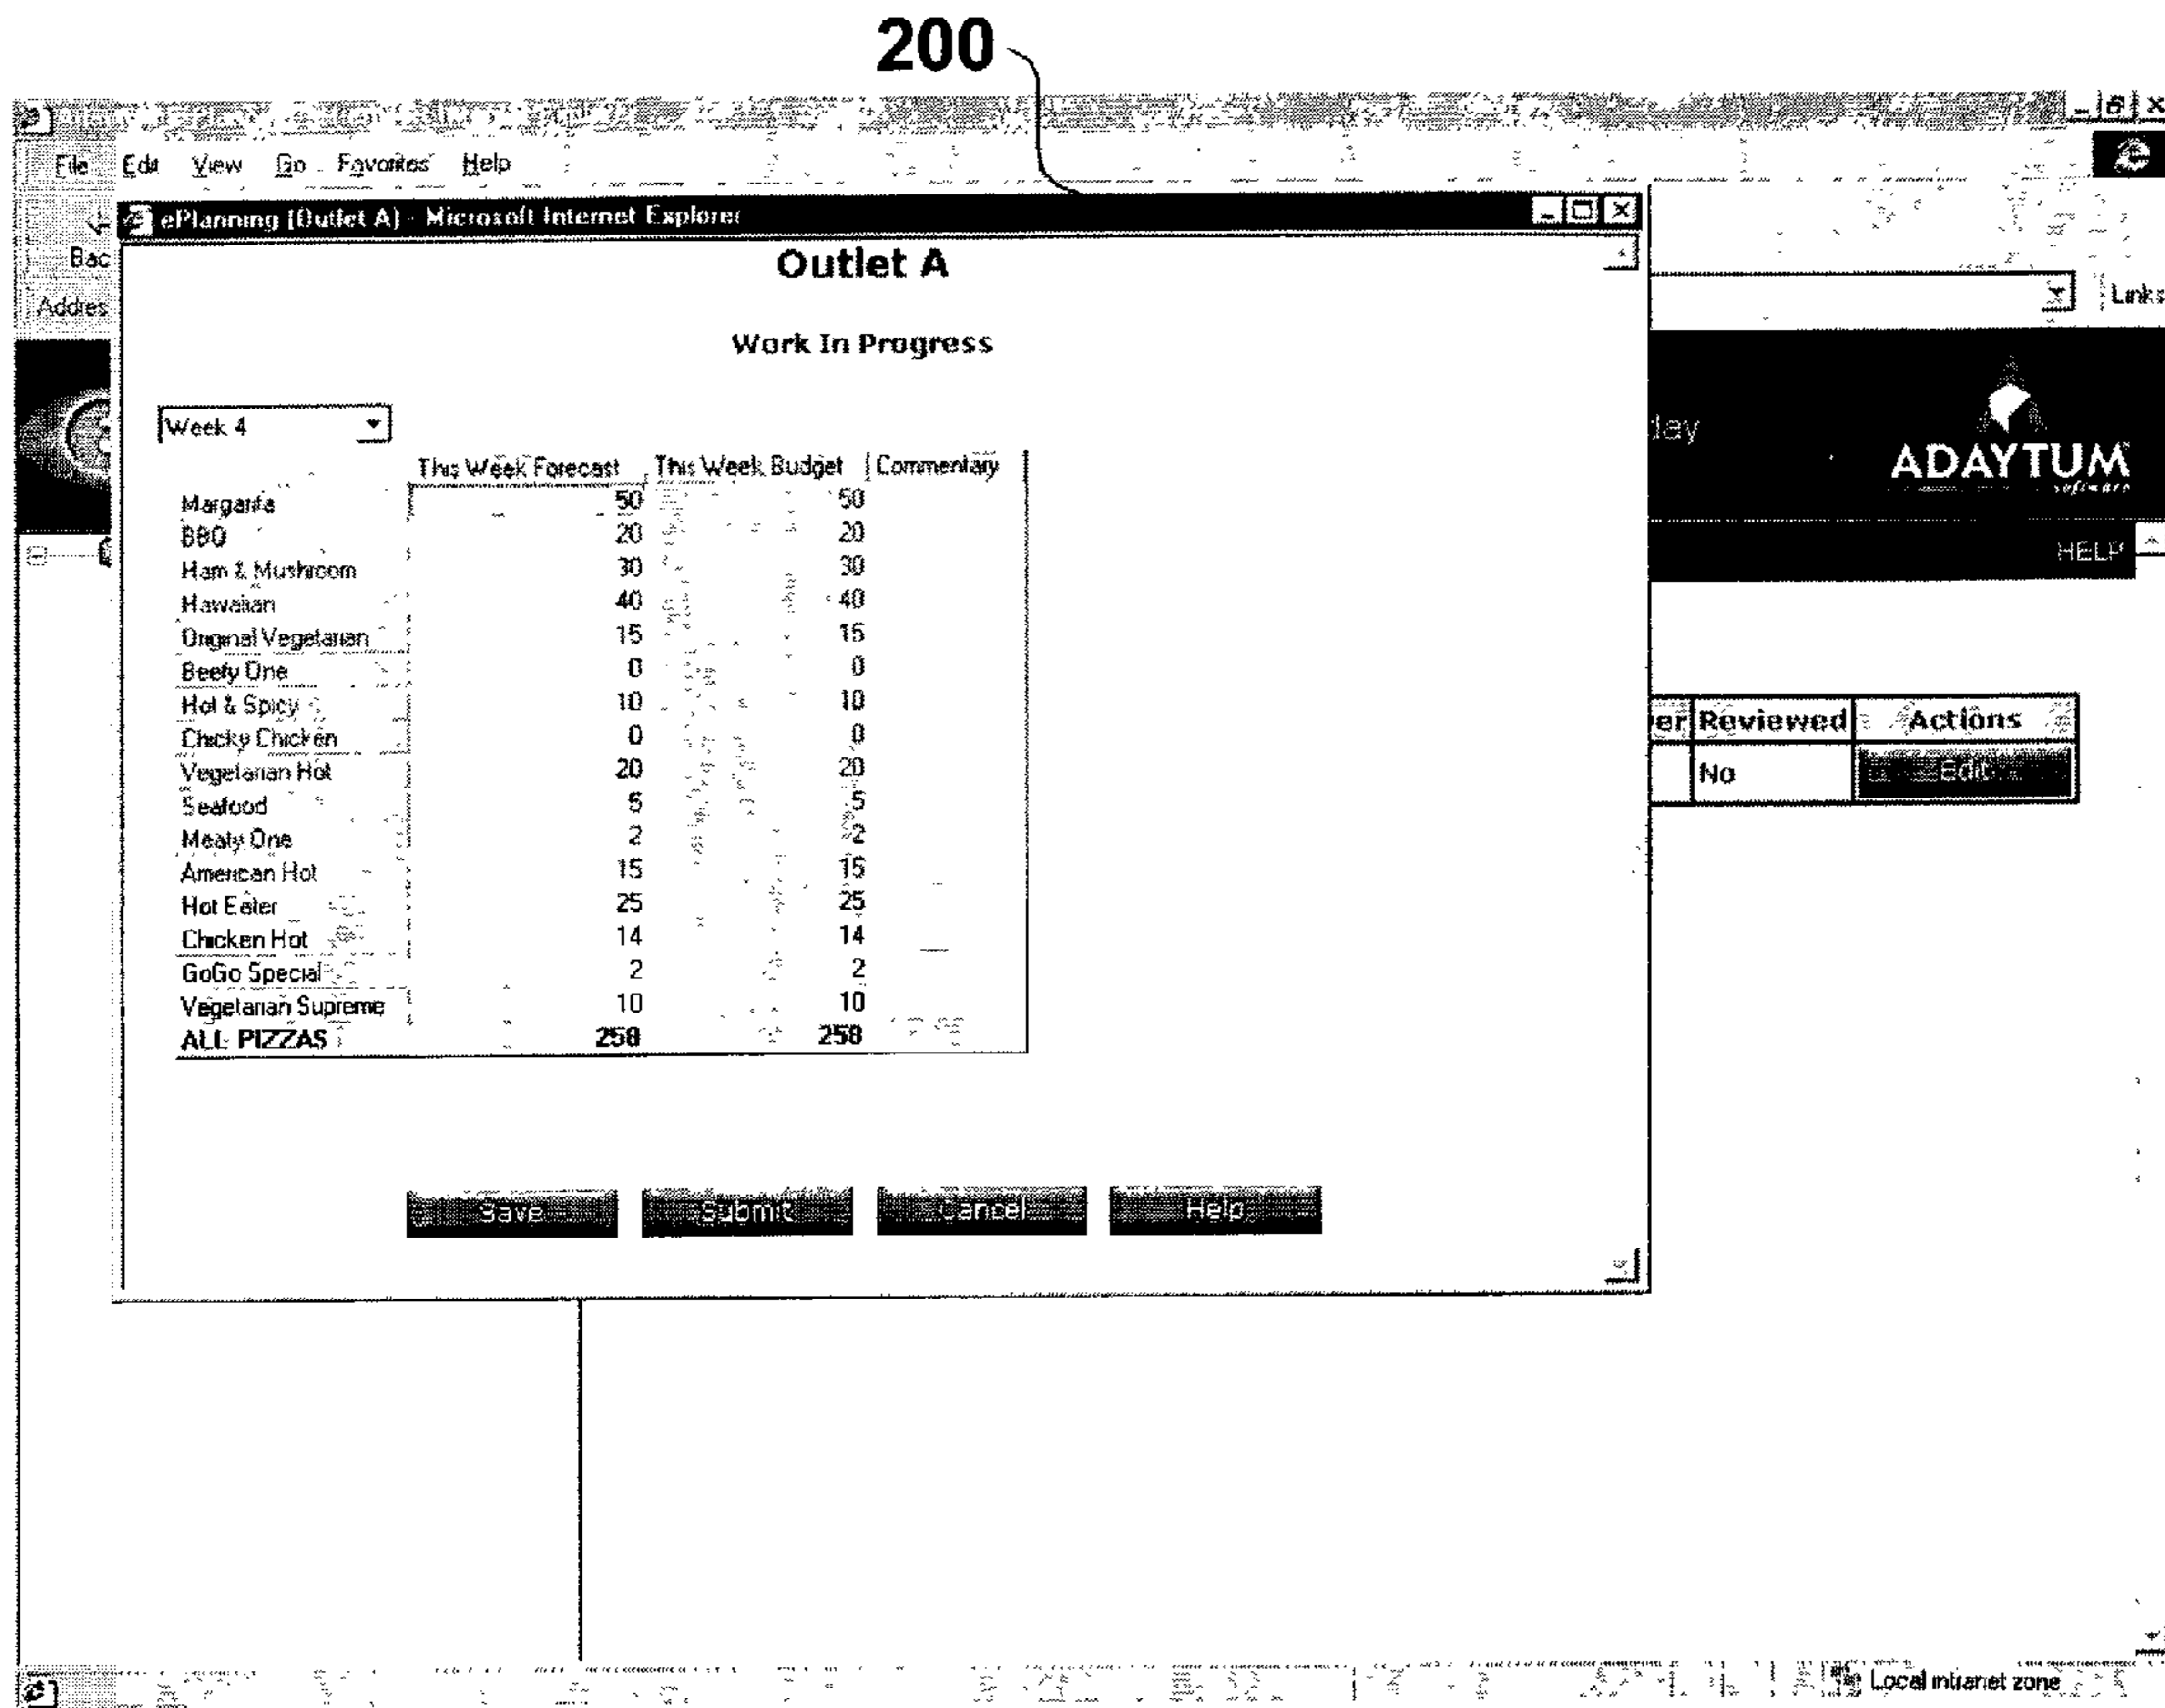 200
File Edit View Go Favorites Help
ePlanning (Outlet A) - Microsoft Internet Explorer
Bac
Outlet A
Addres
Links
Work In Progress
lay
ADAYTUM
software
Week 4
This Week Forecast This Week Budget Commentary
Margarita 50 50
BBQ 20 20
HELP
Ham & Mushroom 30 30
Hawaiian 40 40
Original Vegetarian 15 15
Beefy One 0 0
Hot & Spicy 10 10
er Reviewed Actions
Chicky Chicken 0 0
Vegetarian Hot 20 20
No Edit
Seafood 5 5
Mealy One 2 2
American Hot 15 15
Hot Eater 25 25
Chicken Hot 14 14
GoGo Special 2 2
Vegetarian Supreme 10 10
ALL PIZZAS 258 258
Save Submit Cancel Help
Local intranet zone